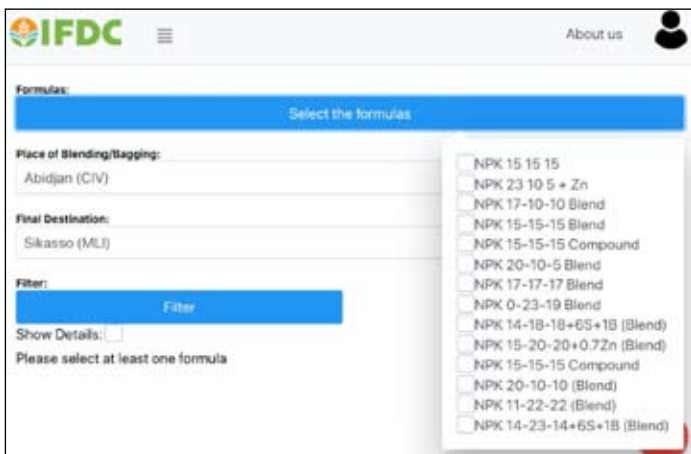 IFDC
About us
Formulas:
Select the formulas
Place of Blending/Bagging:
Abidjan (CIV)
Final Destination:
Sikasso (MLI)
Filter:
Filter
Show Details:
Please select at least one formula
NPK 15 15 15
NPK 23 10 5 + Zn
NPK 17-10-10 Blend
NPK 15-15-15 Blend
NPK 15-15-15 Compound
NPK 20-10-5 Blend
NPK 17-17-17 Blend
NPK 0-23-19 Blend
NPK 14-18-18+6S+1B (Blend)
NPK 15-20-20+0.7Zn (Blend)
NPK 15-15-15 Compound
NPK 20-10-10 (Blend)
NPK 11-22-22 (Blend)
NPK 14-23-14+6S+1B (Blend)